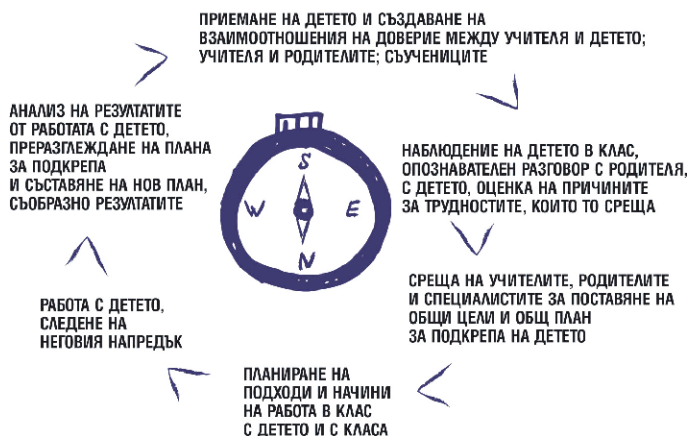 ПРИЕМАНЕ НА ДЕТЕТО И СЪЗДАВАНЕ НА
ВЗАИМООТНОШЕНИЯ НА ДОВЕРИЕ МЕЖДУ УЧИТЕЛЯ И ДЕТЕТО;
УЧИТЕЛЯ И РОДИТЕЛИТЕ; СЪУЧЕНИЦИТЕ
НАБЛЮДЕНИЕ НА ДЕТЕТО В КЛАС,
ОПОЗНАВАТЕЛЕН РАЗГОВОР С РОДИТЕЛЯ,
С ДЕТЕТО, ОЦЕНКА НА ПРИЧИНИТЕ
ЗА ТРУДНОСТИТЕ, КОИТО ТО СРЕЩА
СРЕЩА НА УЧИТЕЛИТЕ, РОДИТЕЛИТЕ
И СПЕЦИАЛИСТИТЕ ЗА ПОСТАВЯНЕ НА
ОБЩИ ЦЕЛИ И ОБЩ ПЛАН
ЗА ПОДКРЕПА НА ДЕТЕТО
ПЛАНИРАНЕ НА
ПОДХОДИ И НАЧИНИ
НА РАБОТА В КЛАС
С ДЕТЕТО И С КЛАСА
РАБОТА С ДЕТЕТО,
СЛЕДЕНЕ НА
НЕГОВИЯ НАПРЕДЪК
АНАЛИЗ НА РЕЗУЛТАТИТЕ
ОТ РАБОТАТА С ДЕТЕТО,
ПРЕРАЗГЛЕЖДАНЕ НА ПЛАНА
ЗА ПОДКРЕПА
И СЪСТАВЯНЕ НА НОВ ПЛАН,
СЪОБРАЗНО РЕЗУЛТАТИТЕ
S
W E
N